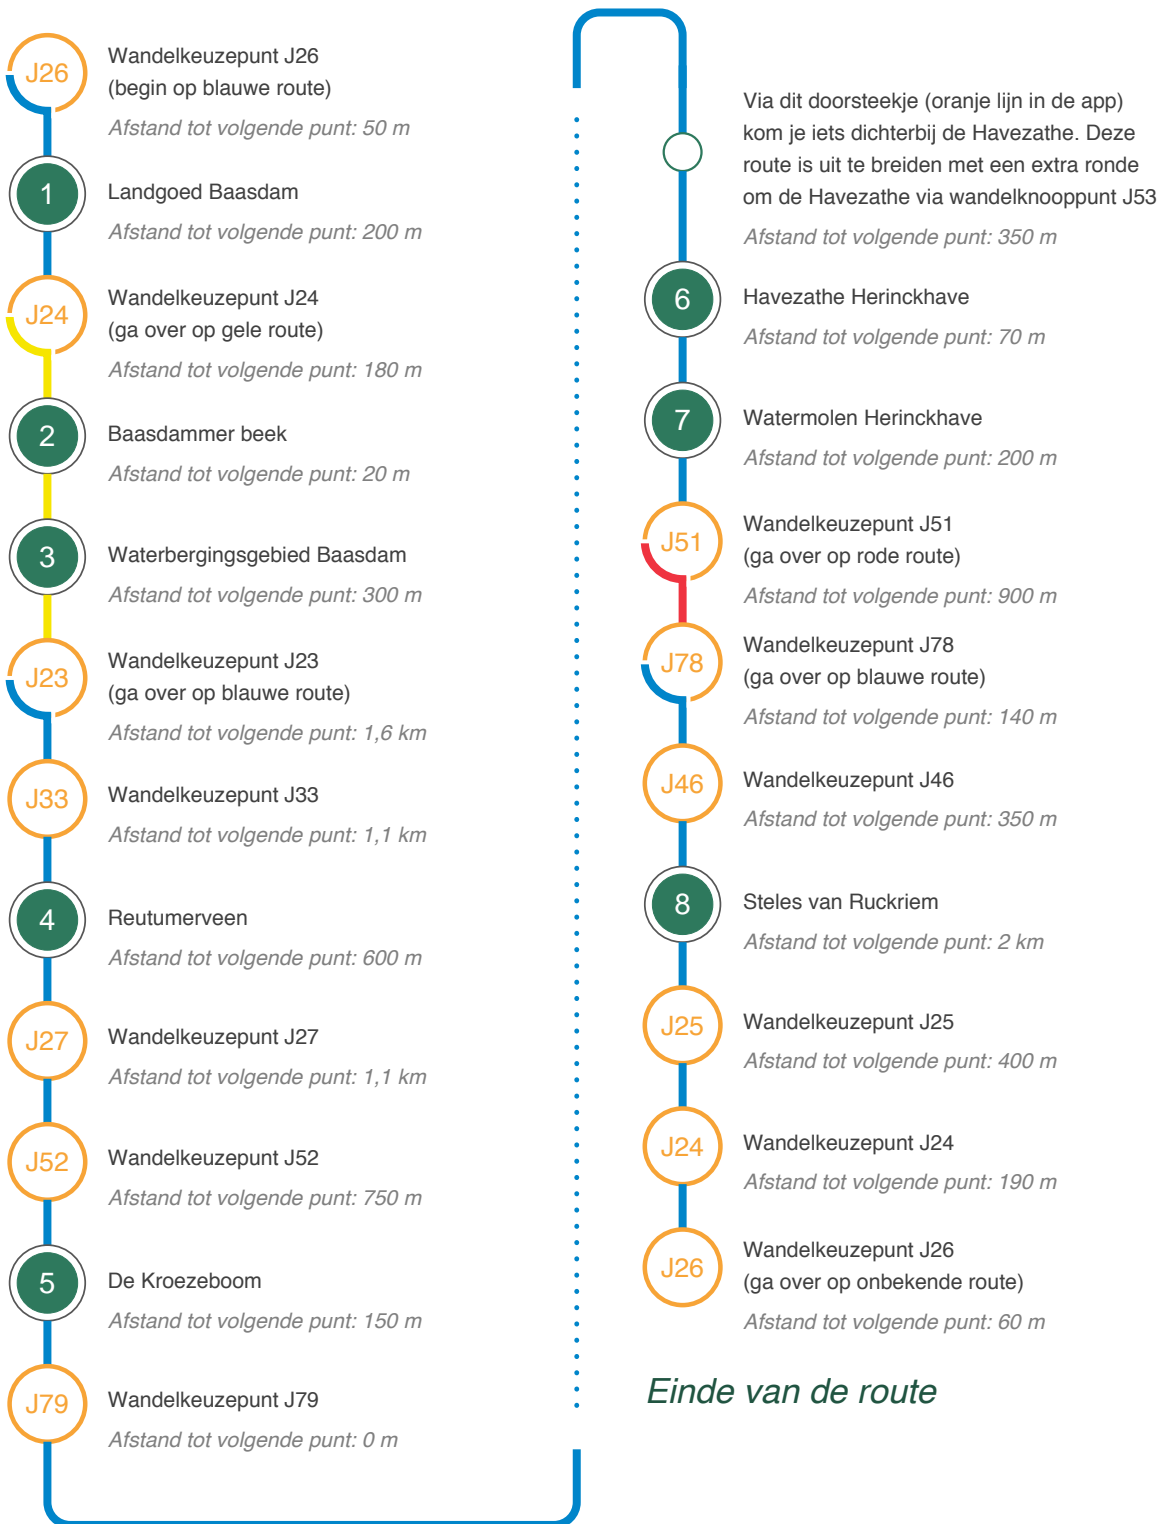 J26
Wandelkeuzepunt J26
(begin op blauwe route)
Afstand tot volgende punt: 50 m
1
Landgoed Baasdam
Afstand tot volgende punt: 200 m
J24
Wandelkeuzepunt J24
(ga over op gele route)
Afstand tot volgende punt: 180 m
2
Baasdammer beek
Afstand tot volgende punt: 20 m
3
Waterbergingsgebied Baasdam
Afstand tot volgende punt: 300 m
J23
Wandelkeuzepunt J23
(ga over op blauwe route)
Afstand tot volgende punt: 1,6 km
J33
Wandelkeuzepunt J33
Afstand tot volgende punt: 1,1 km
4
Reutumerveen
Afstand tot volgende punt: 600 m
J27
Wandelkeuzepunt J27
Afstand tot volgende punt: 1,1 km
J52
Wandelkeuzepunt J52
Afstand tot volgende punt: 750 m
5
De Kroezeboom
Afstand tot volgende punt: 150 m
J79
Wandelkeuzepunt J79
Afstand tot volgende punt: 0 m
Via dit doorsteekje (oranje lijn in de app)
kom je iets dichterbij de Havezathe. Deze
route is uit te breiden met een extra ronde
om de Havezathe via wandelknooppunt J53
Afstand tot volgende punt: 350 m
6
Havezathe Herinckhave
Afstand tot volgende punt: 70 m
7
Watermolen Herinckhave
Afstand tot volgende punt: 200 m
J51
Wandelkeuzepunt J51
(ga over op rode route)
Afstand tot volgende punt: 900 m
J78
Wandelkeuzepunt J78
(ga over op blauwe route)
Afstand tot volgende punt: 140 m
J46
Wandelkeuzepunt J46
Afstand tot volgende punt: 350 m
8
Steles van Ruckriem
Afstand tot volgende punt: 2 km
J25
Wandelkeuzepunt J25
Afstand tot volgende punt: 400 m
J24
Wandelkeuzepunt J24
Afstand tot volgende punt: 190 m
J26
Wandelkeuzepunt J26
(ga over op onbekende route)
Afstand tot volgende punt: 60 m
Einde van de route